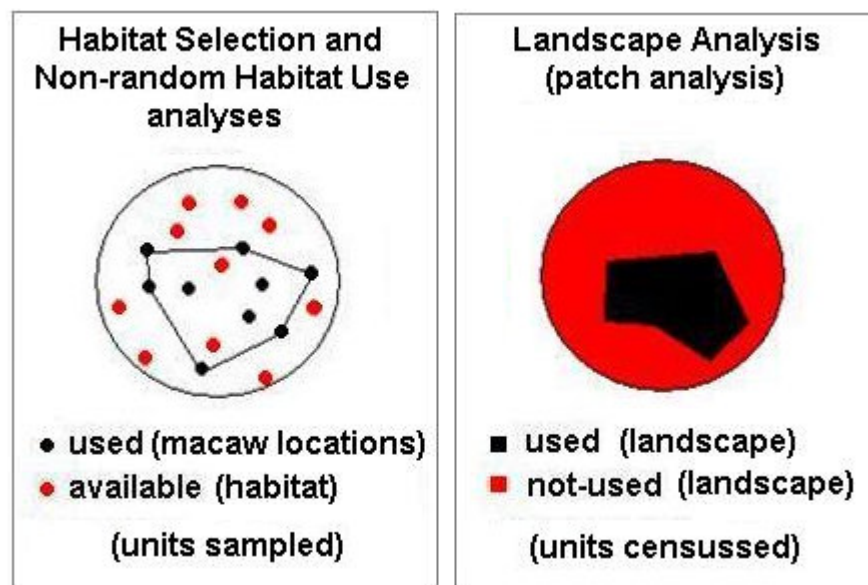 Habitat Selection and
Non-random Habitat Use
analyses
used (macaw locations)
available (habitat)
(units sampled)
Landscape Analysis
(patch analysis)
used (landscape)
not-used (landscape)
(units censussed)